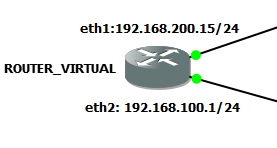 eth1:192.168.200.15/24
ROUTER_VIRTUAL
eth2: 192.168.100.1/24